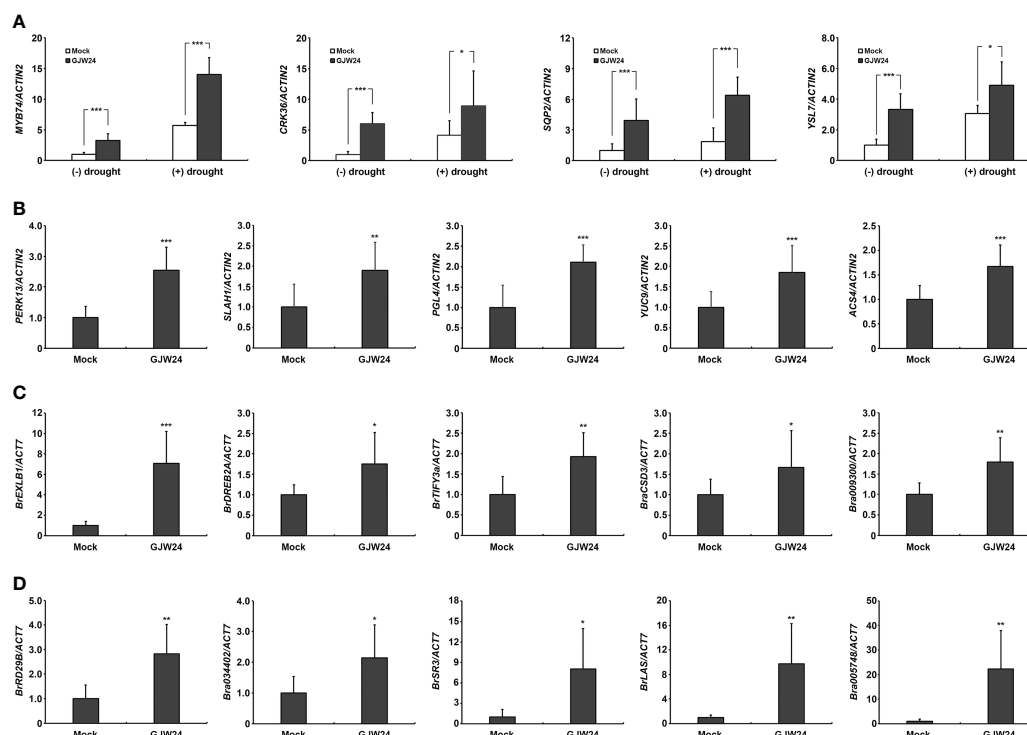 A
MYB74/ACTIN2
20
15
10
5
0
Mock
GJW24
***
***
(-) drought
(+) drought
CRK36/ACTIN2
20
15
10
5
0
Mock
GJW24
***
*
(-) drought
(+) drought
SQP2/ACTIN2
12
9
6
3
0
Mock
GJW24
***
***
(-) drought
(+) drought
YSL7/ACTIN2
8.0
6.0
4.0
2.0
0
Mock
GJW24
***
*
(-) drought
(+) drought
B
PERK13/ACTIN2
4.0
3.0
2.0
1.0
0
***
Mock
GJW24
SLAH1/ACTIN2
3.0
2.5
2.0
1.5
1.0
0.5
0
**
Mock
GJW24
PGL4/ACTIN2
3.0
2.5
2.0
1.5
1.0
0.5
0
***
Mock
GJW24
YUC9/ACTIN2
3.0
2.5
2.0
1.5
1.0
0.5
0
***
Mock
GJW24
ACS4/ACTIN2
2.5
2.0
1.5
1.0
0.5
0
***
Mock
GJW24
C
BrEXLB1/ACT7
12
10
8
6
4
2
0
***
Mock
GJW24
BrDREB2A/ACT7
3.0
2.5
2.0
1.5
1.0
0.5
0
*
Mock
GJW24
BrTIFY3a/ACT7
3.0
2.5
2.0
1.5
1.0
0.5
0
**
Mock
GJW24
BraCSD3/ACT7
3.0
2.5
2.0
1.5
1.0
0.5
0
*
Mock
GJW24
Bra009300/ACT7
3.0
2.5
2.0
1.5
1.0
0.5
0
**
Mock
GJW24
D
BrRD29B/ACT7
5.0
4.0
3.0
2.0
1.0
0
**
Mock
GJW24
Bra034402/ACT7
4.0
3.0
2.0
1.0
0
*
Mock
GJW24
BrSR3/ACT7
18
15
12
9
6
3
0
*
Mock
GJW24
BrLAS/ACT7
20
16
12
8
4
0
**
Mock
GJW24
Bra005748/ACT7
50
40
30
20
10
0
**
Mock
GJW24